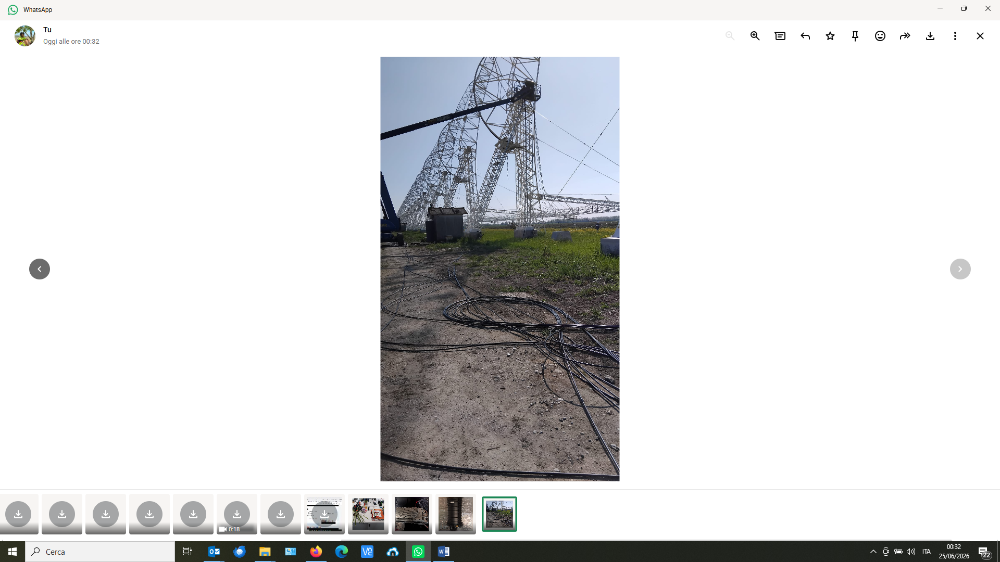 WhatsApp
Tu
Oggi alle ore 00:32
0:18
Cerca
ITA
00:32
25/06/2026
22